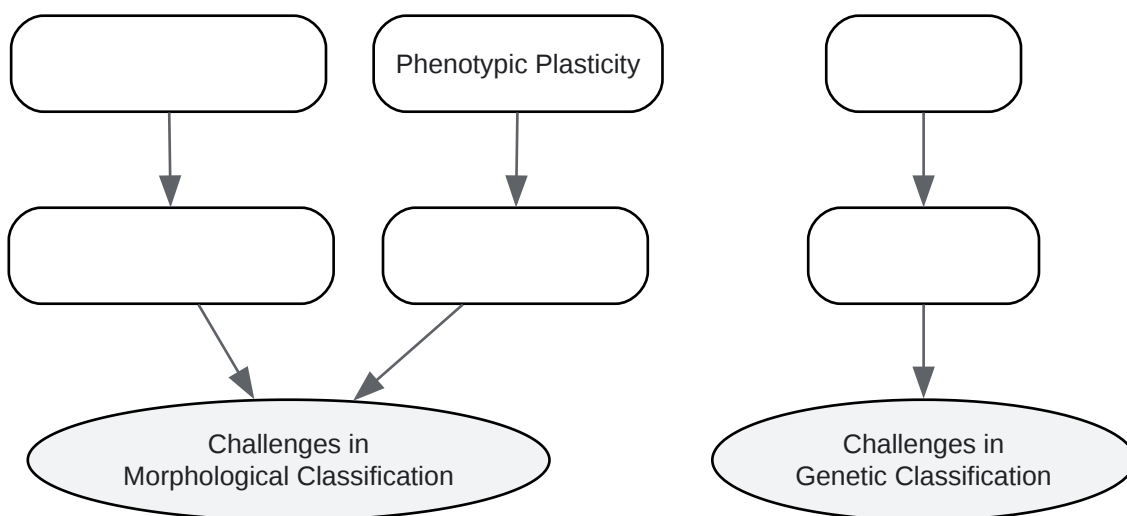 Phenotypic Plasticity
Challenges in
Morphological Classification
Challenges in
Genetic Classification